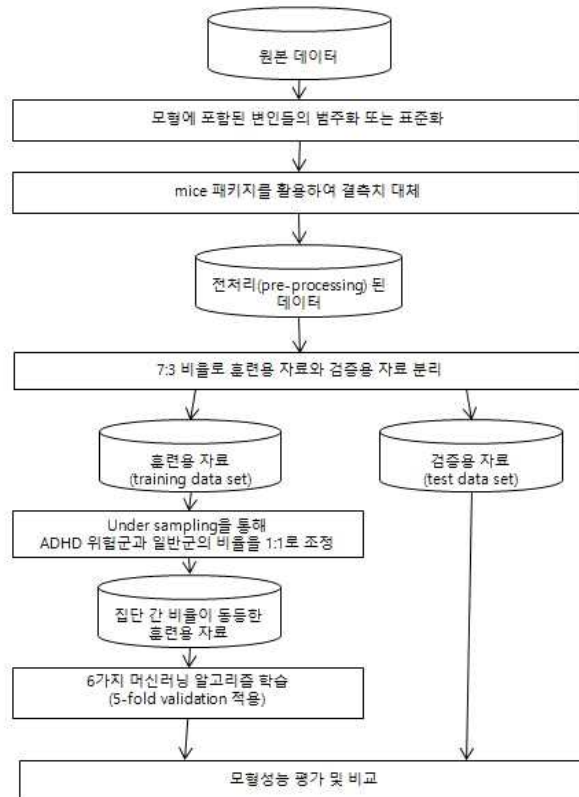 원본 데이터
모형에 포함된 변인들의 범주화 또는 표준화
mice 패키지를 활용하여 결측치 대체
전처리(pre-processing) 된
데이터
7:3 비율로 훈련용 자료와 검증용 자료 분리
훈련용 자료
(training data set)
검증용 자료
(test data set)
Under sampling을 통해
ADHD 위험군과 일반군의 비율을 1:1로 조정
집단 간 비율이 동등한
훈련용 자료
6가지 머신러닝 알고리즘 학습
(5-fold validation 적용)
모형성능 평가 및 비교